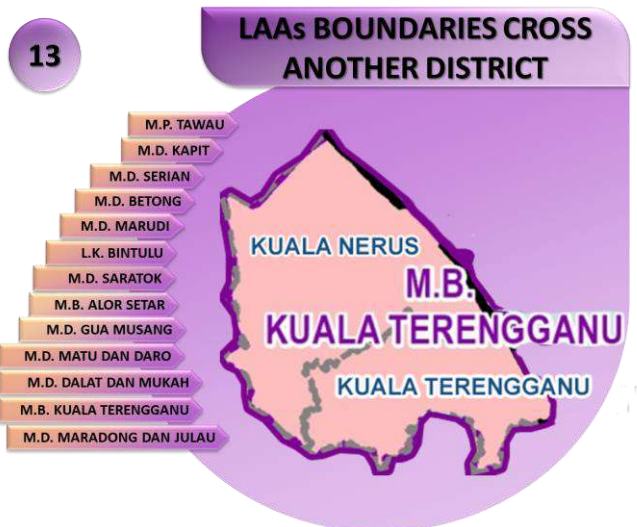 13
LAAs BOUNDARIES CROSS
ANOTHER DISTRICT
M.P. TAWAU
M.D. KAPIT
M.D. SERIAN
M.D. BETONG
M.D. MARUDI
L.K. BINTULU
M.D. SARATOK
M.B. ALOR SETAR
M.D. GUA MUSANG
M.D. MATU DAN DARO
M.D. DALAT DAN MUKAH
M.B. KUALA TERENGGANU
M.D. MARADONG DAN JULAU
KUALA NERUS
M.B.
KUALA TERENGGANU
KUALA TERENGGANU